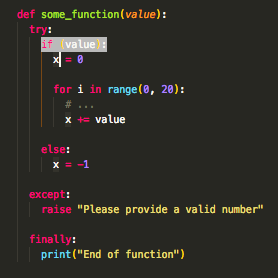 def some_function(value):
    try:
        if (value):
            x = 0

            for i in range(0, 20):
                # ...
                x += value

        else:
            x = -1

    except:
        raise "Please provide a valid number"

    finally:
        print("End of function")